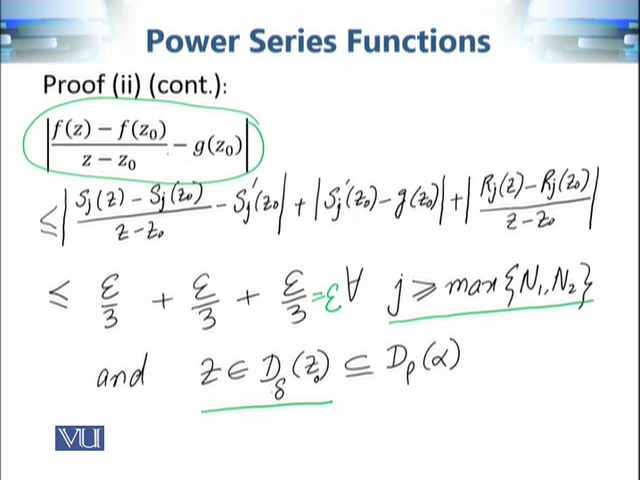 Power Series Functions
Proof (ii) (cont.):
|f(z) − f(z₀) / z − z₀ − g(z₀)|
≤ |Sⱼ(z) − Sⱼ(z₀) / z − z₀ − Sⱼ′(z₀)| + |Sⱼ′(z₀) − g(z₀)| + |Rⱼ(z) − Rⱼ(z₀) / z − z₀|
≤ ε/3 + ε/3 + ε/3 = ε ∀ j ⩾ max{N₁, N₂}
and z ∈ D_δ(z₀) ⊆ D_ρ(α)
VU